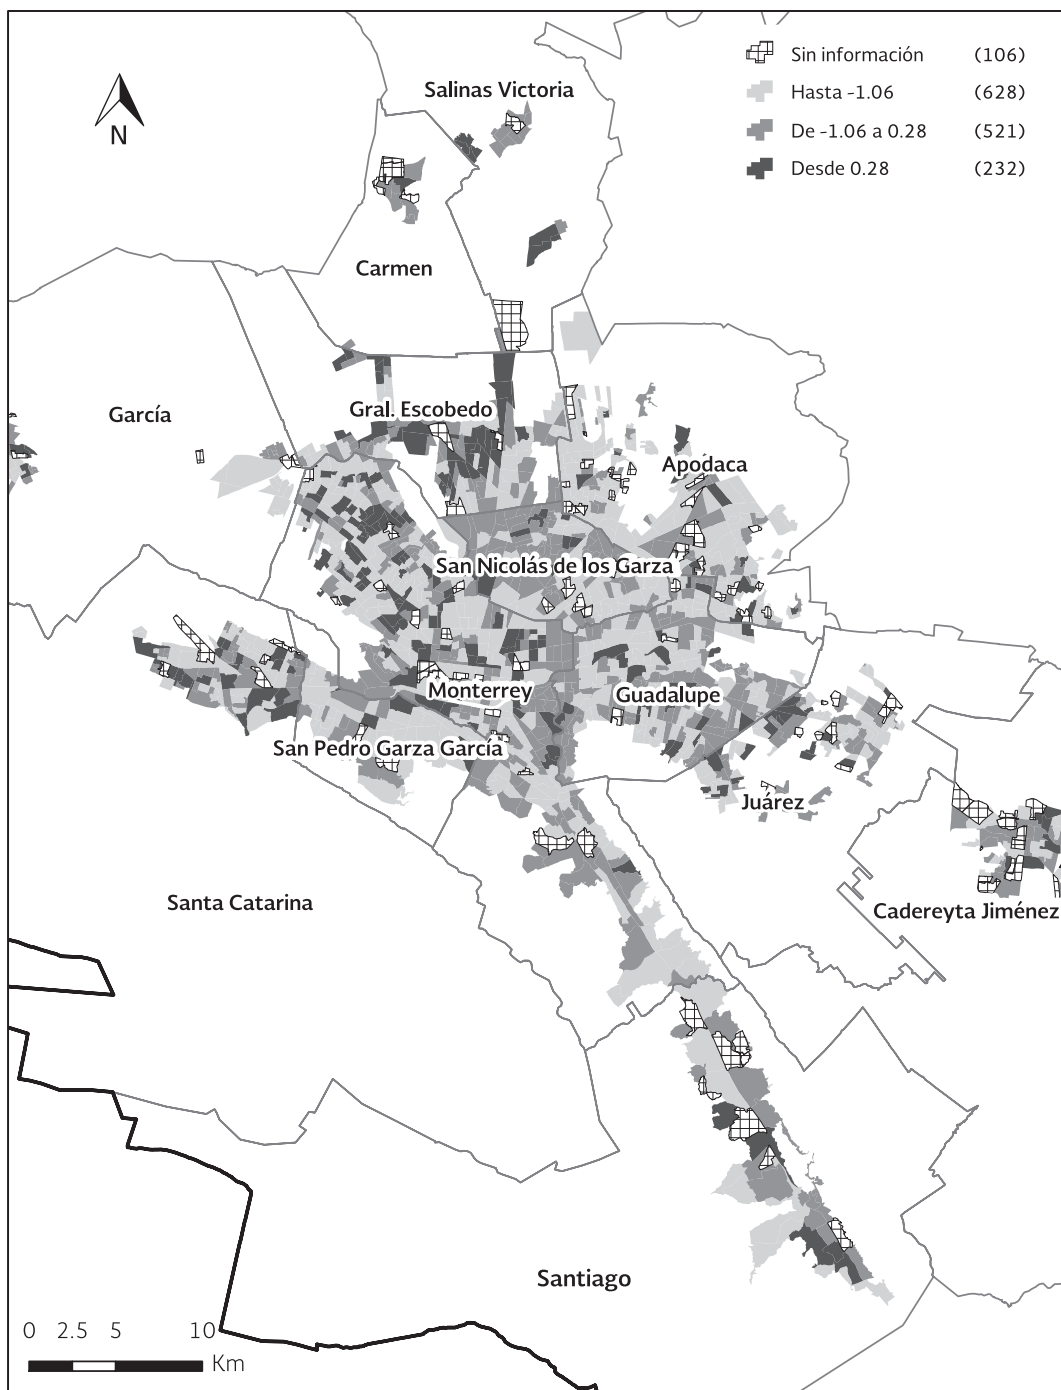 Sin información (106)
Hasta -1.06 (628)
De -1.06 a 0.28 (521)
Desde 0.28 (232)
N
Salinas Victoria
Carmen
García
Gral. Escobedo
Apodaca
San Nicolás de los Garza
Monterrey
Guadalupe
San Pedro Garza García
Juárez
Santa Catarina
Cadereyta Jiménez
Santiago
0 2.5 5 10
Km